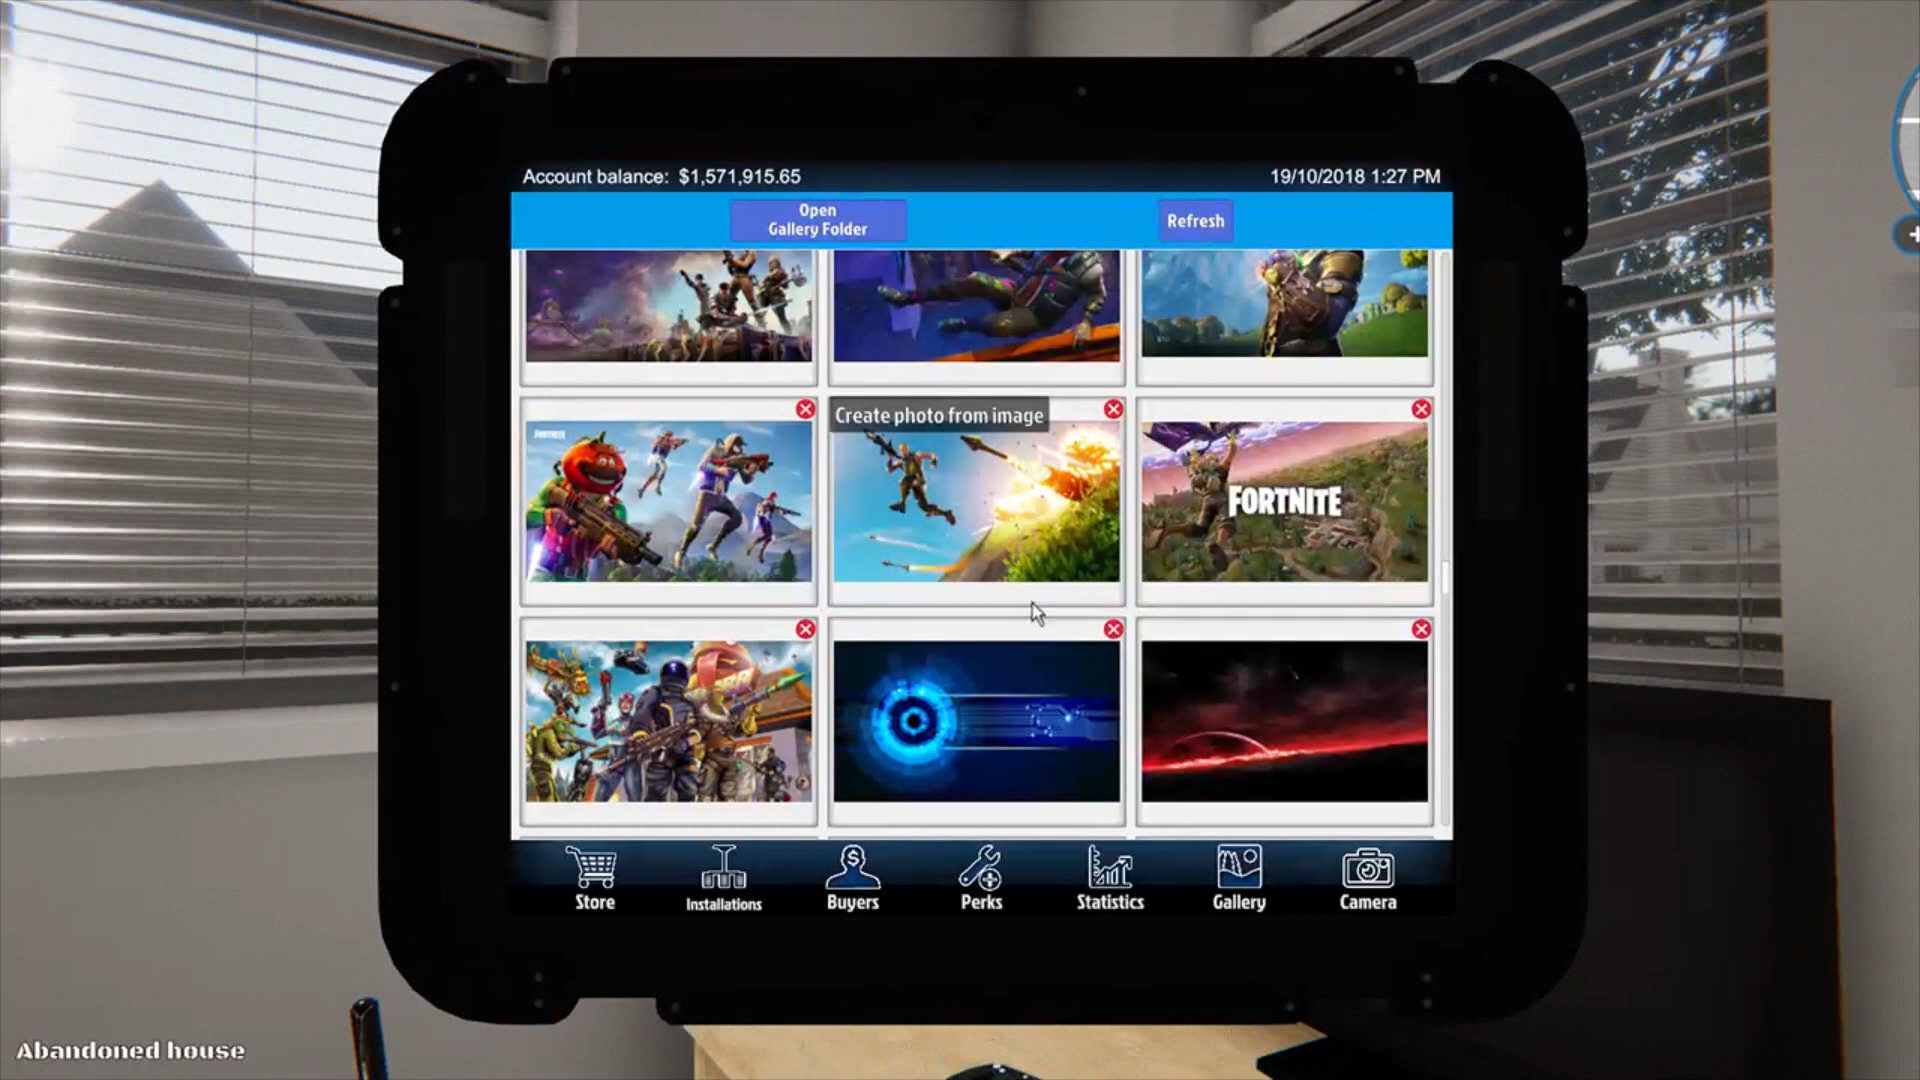 Account balance: $1,571,915.65
19/10/2018 1:27 PM
Open
Gallery Folder
Refresh
Create photo from image
FORTNITE
FORTNITE
Store
Installations
Buyers
Perks
Statistics
Gallery
Camera
Abandoned house